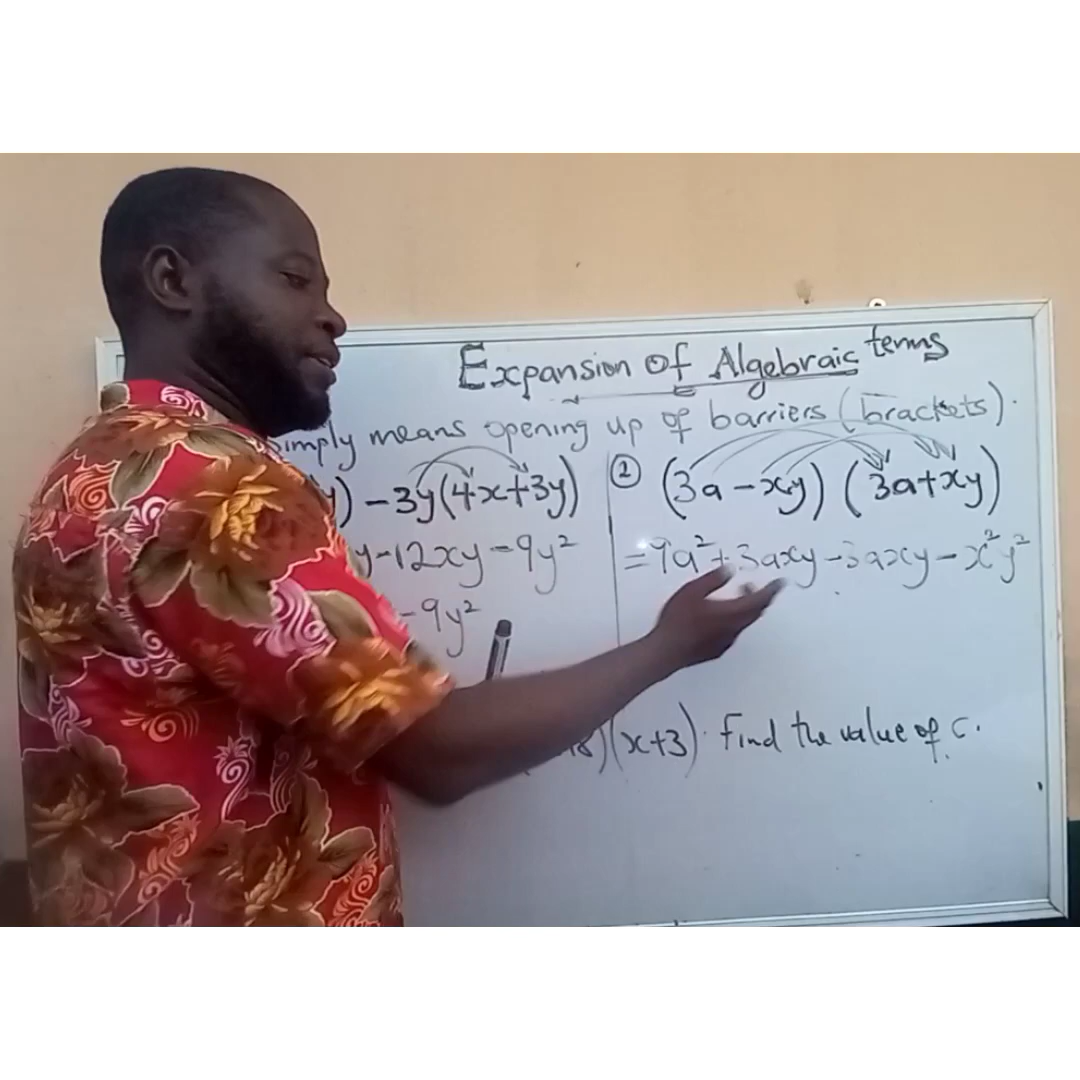 Expansion of Algebraic terms
Simply means opening up of barriers (brackets).
y) -3y(4x+3y)
y-12xy-9y²
-9y²
② (3a-xy) (3a+xy)
=9a²+3axy-3axy-x²y²
)(x+3). Find the value of c.